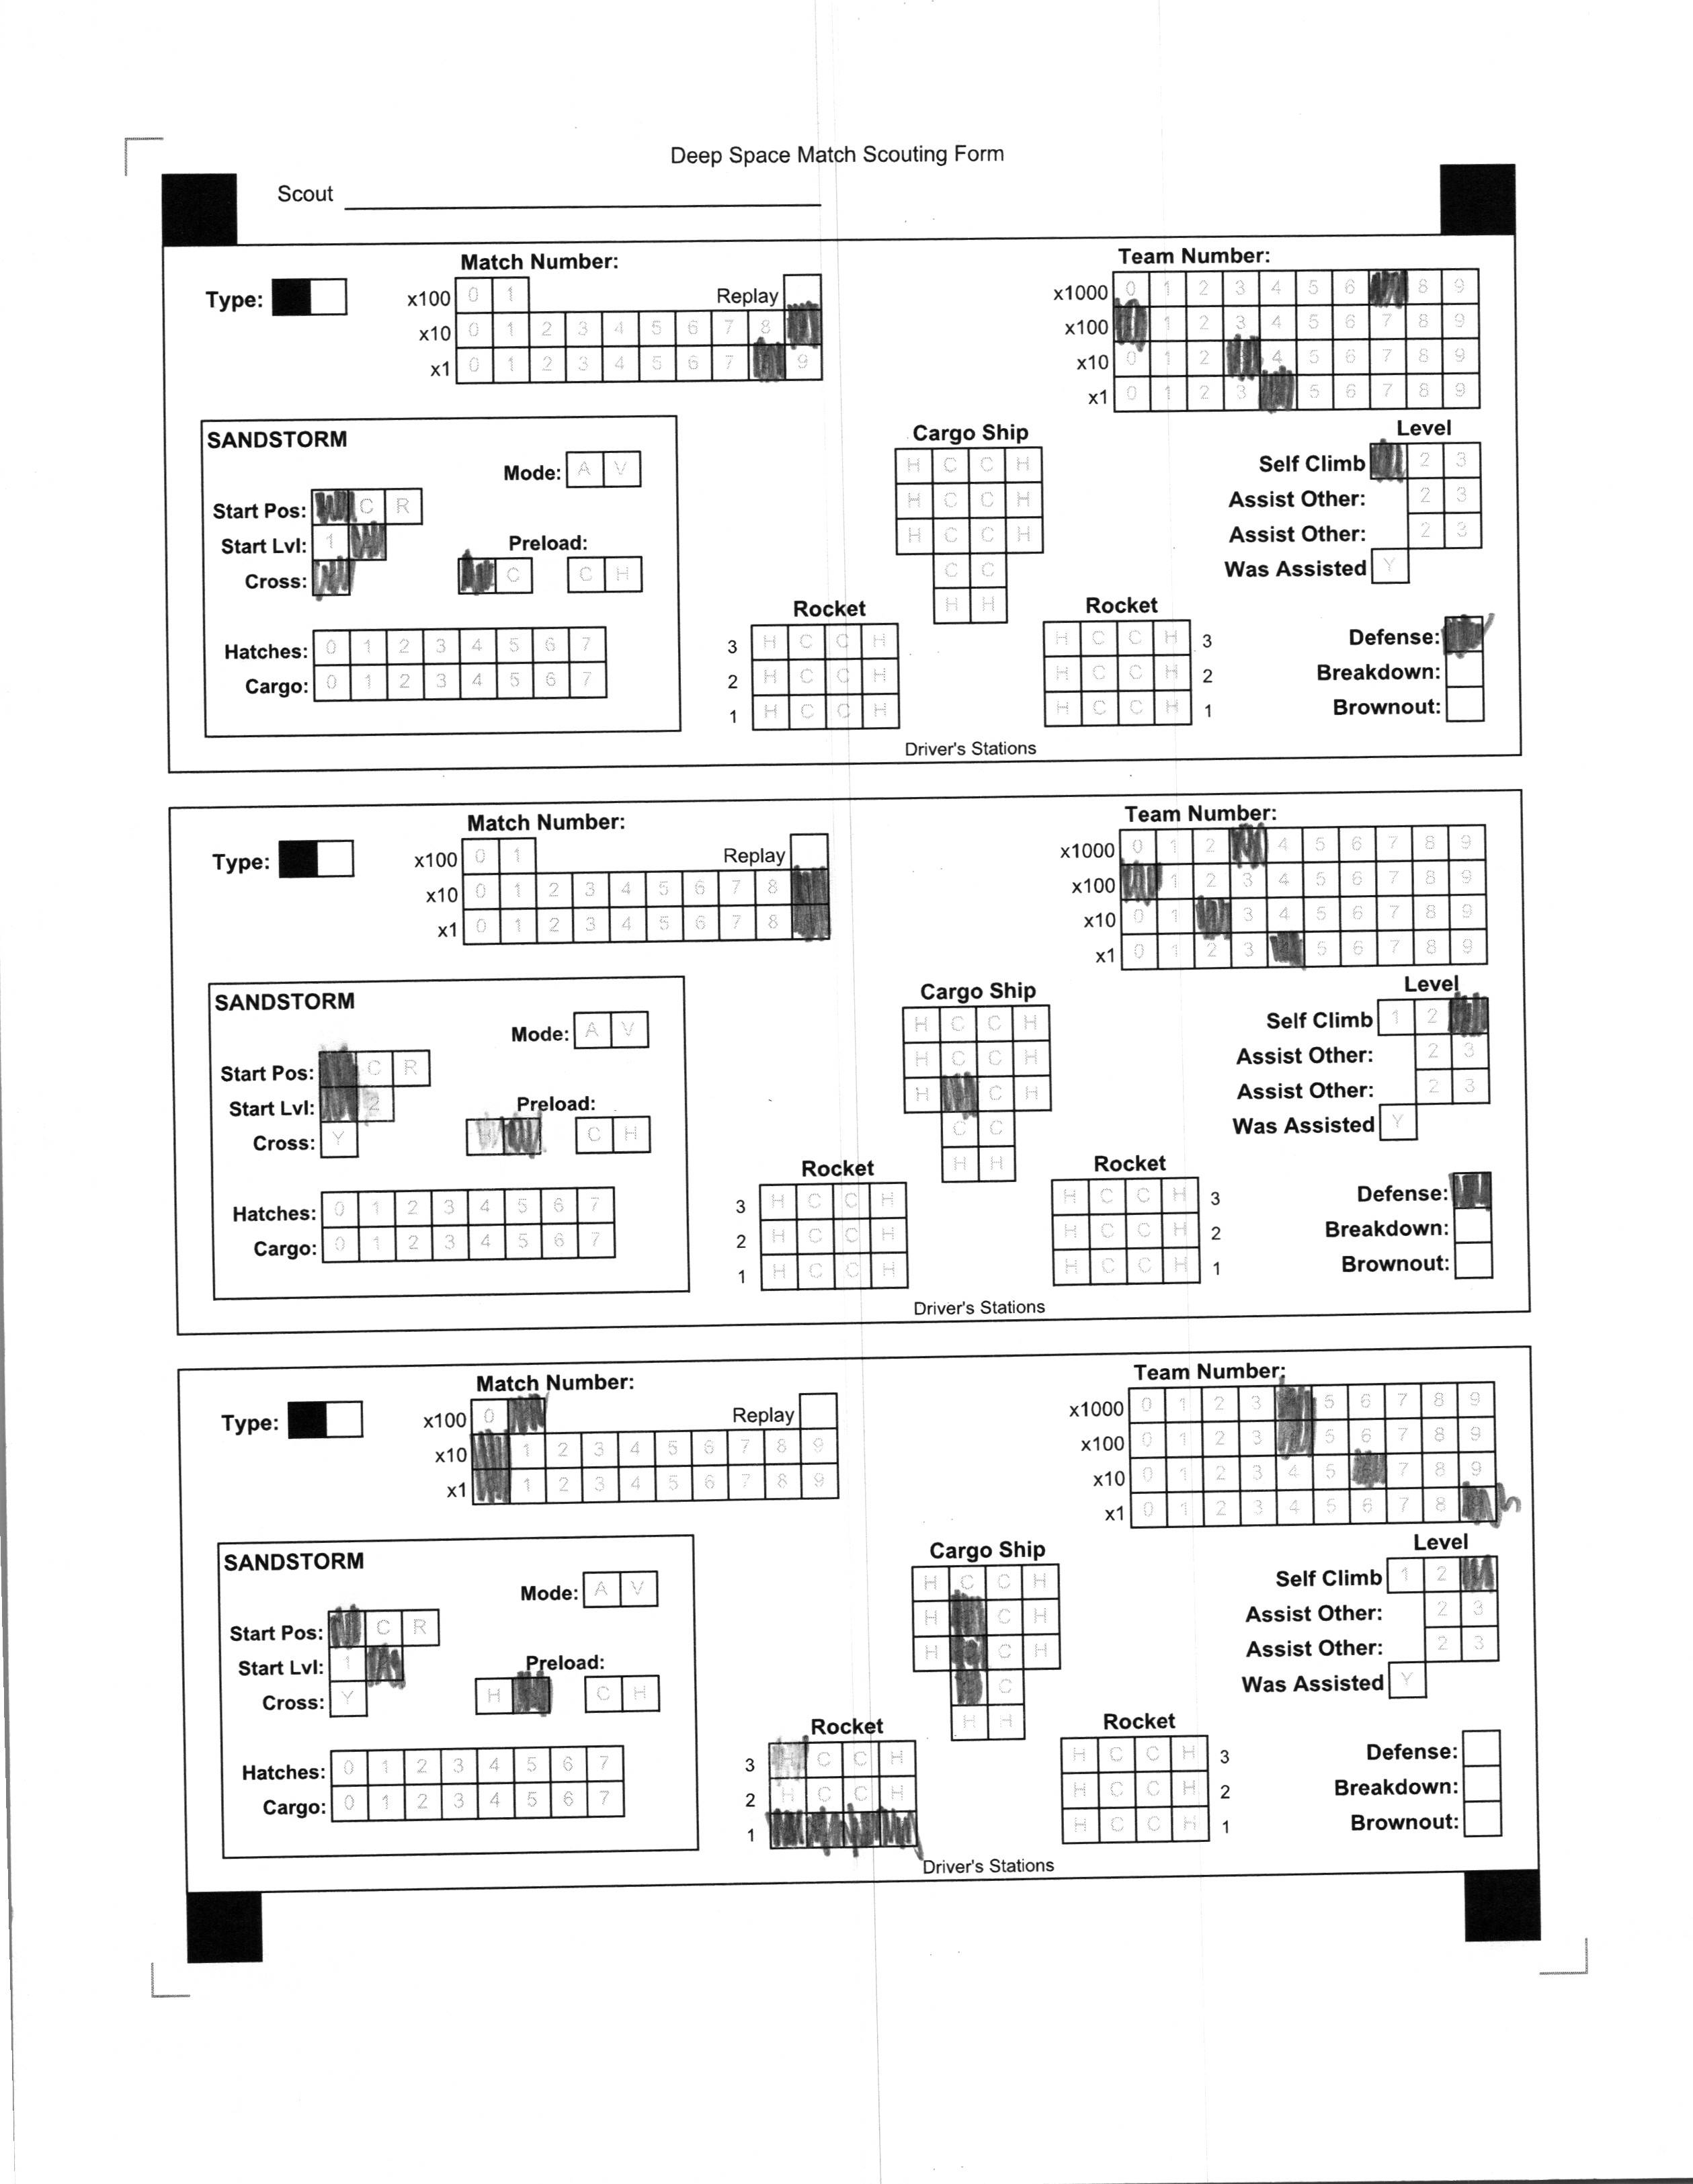 Deep Space Match Scouting Form
Scout
Match Number:
Team Number:
Type:
x100 0 1 Replay
x10 0 1 2 3 4 5 6 7 8
x1 0 1 2 3 4 5 6 7 9
x1000 0 1 2 3 4 5 6 8 9
x100 1 2 3 4 5 6 7 8 9
x10 0 1 2 4 5 6 7 8 9
x1 0 1 2 3 5 6 7 8 9
SANDSTORM
Mode: A V
Start Pos: C R
Start Lvl: 1
Cross:
Preload:
C C H
Hatches: 0 1 2 3 4 5 6 7
Cargo: 0 1 2 3 4 5 6 7
Cargo Ship
H C C H
H C C H
H C C H
C C
H H
Rocket
3 H C C H
2 H C C H
1 H C C H
Rocket
H C C H 3
H C C H 2
H C C H 1
Driver's Stations
Level
Self Climb 2 3
Assist Other: 2 3
Assist Other: 2 3
Was Assisted Y
Defense:
Breakdown:
Brownout:
Match Number:
Team Number:
Type:
x100 0 1 Replay
x10 0 1 2 3 4 5 6 7 8
x1 0 1 2 3 4 5 6 7 8
x1000 0 1 2 4 5 6 7 8 9
x100 1 2 3 4 5 6 7 8 9
x10 0 1 3 4 5 6 7 8 9
x1 0 1 2 3 5 6 7 8 9
SANDSTORM
Mode: A V
Start Pos: C R
Start Lvl: 2
Cross: Y
Preload:
H C H
Hatches: 0 1 2 3 4 5 6 7
Cargo: 0 1 2 3 4 5 6 7
Cargo Ship
H C C H
H C C H
H C H
C C
H H
Rocket
3 H C C H
2 H C C H
1 H C C H
Rocket
H C C H 3
H C C H 2
H C C H 1
Driver's Stations
Level
Self Climb 1 2
Assist Other: 2 3
Assist Other: 2 3
Was Assisted Y
Defense:
Breakdown:
Brownout:
Match Number:
Team Number:
Type:
x100 0 Replay
x10 1 2 3 4 5 6 7 8 9
x1 1 2 3 4 5 6 7 8 9
x1000 0 1 2 3 5 6 7 8 9
x100 0 1 2 3 5 6 7 8 9
x10 0 1 2 3 4 5 7 8 9
x1 0 1 2 3 4 5 6 7 8
SANDSTORM
Mode: A V
Start Pos: C R
Start Lvl: 1
Cross: Y
Preload:
H C H
Hatches: 0 1 2 3 4 5 6 7
Cargo: 0 1 2 3 4 5 6 7
Cargo Ship
H C C H
H C H
H C H
C
H H
Rocket
3 H C C H
2 H C C H
1
Rocket
H C C H 3
H C C H 2
H C C H 1
Driver's Stations
Level
Self Climb 1 2
Assist Other: 2 3
Assist Other: 2 3
Was Assisted Y
Defense:
Breakdown:
Brownout: